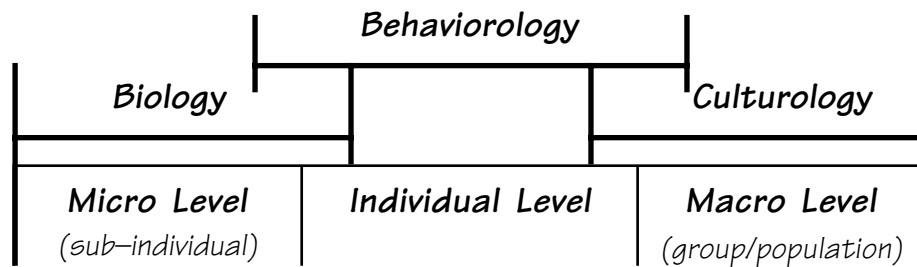 Behaviorology
Biology Culturology
Micro Level Individual Level Macro Level
(sub–individual) (group/population)